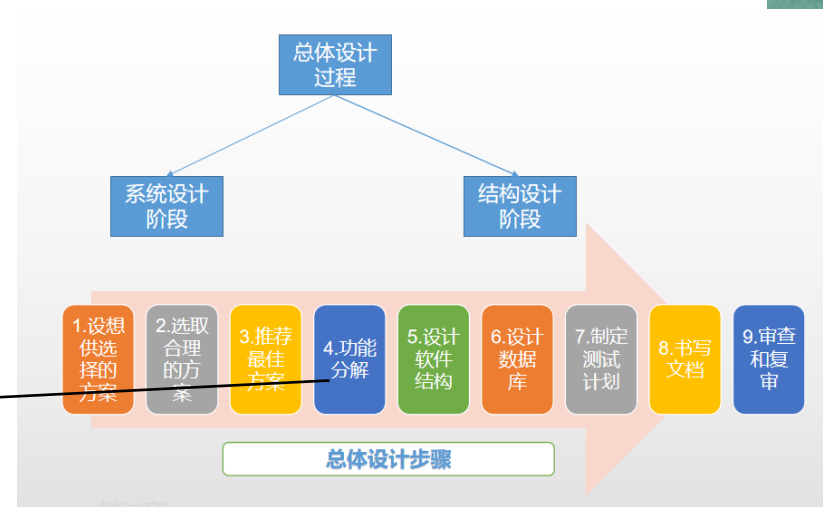 总体设计
过程
系统设计
阶段
结构设计
阶段
1.设想
供选
择的
方案
2.选取
合理
的方
案
3.推荐
最佳
方案
4.功能
分解
5.设计
软件
结构
6.设计
数据
库
7.制定
测试
计划
8.书写
文档
9.审查
和复
审
总体设计步骤